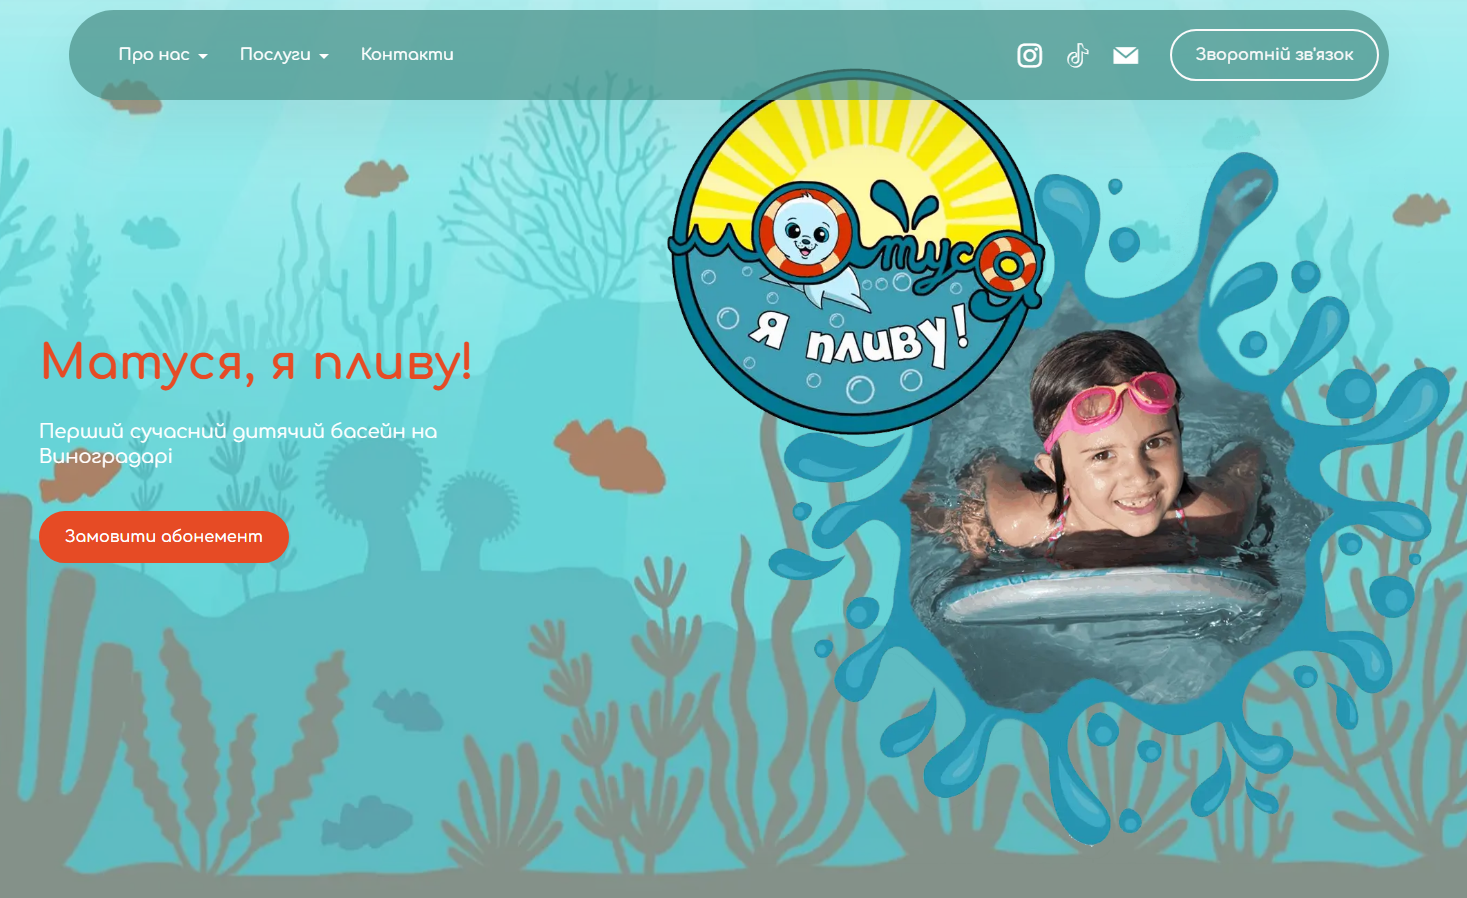 Про нас
Послуги
Контакти
Зворотній зв'язок
Матуся
я пливу!
Матуся, я пливу!
Перший сучасний дитячий басейн на
Виноградарі
Замовити абонемент